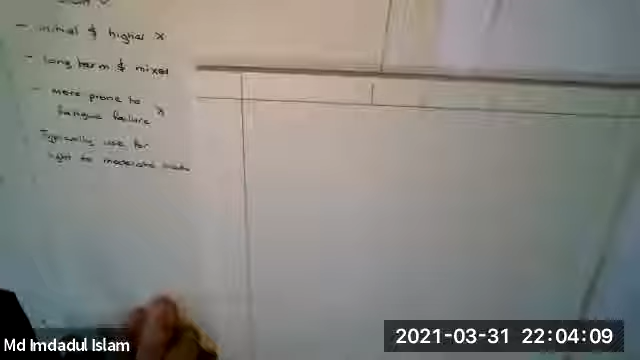 - initial $ higher x
- long term $ mixed
- more prone to x
fatigue failure
Typically use for
light to moderate loads
Md Imdadul Islam
2021-03-31 22:04:09